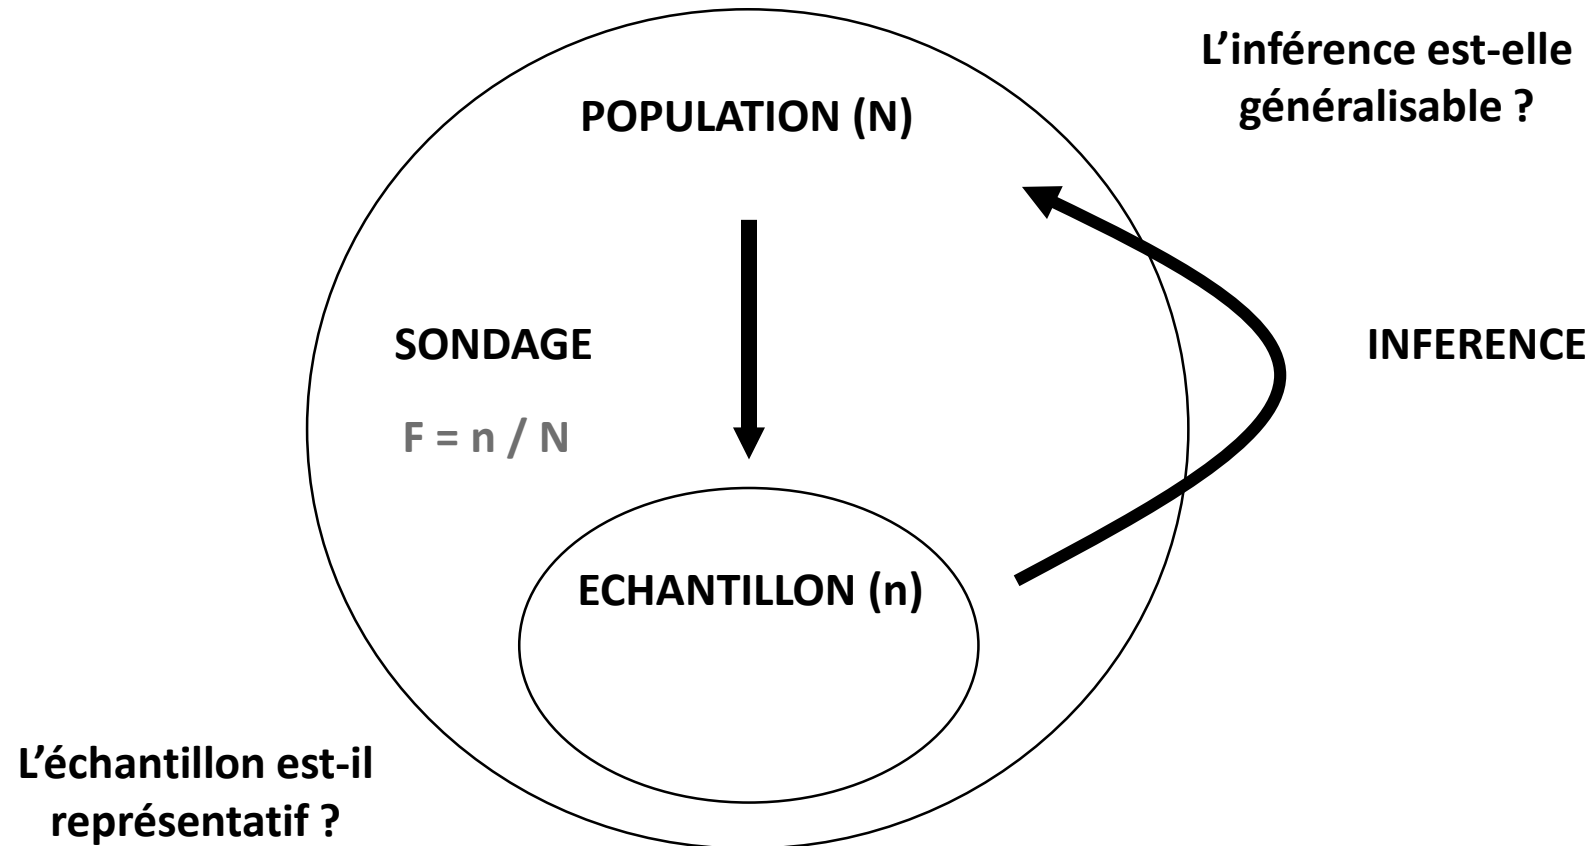 L’inférence est-elle
généralisable ?
POPULATION (N)
SONDAGE
INFERENCE
F = n / N
ECHANTILLON (n)
L’échantillon est-il
représentatif ?